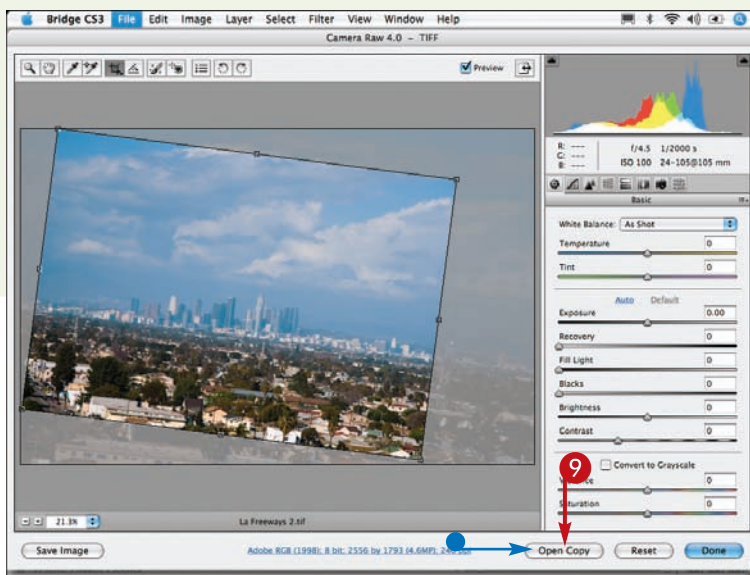 Bridge CS3 File Edit Image Layer Select Filter View Window Help
Camera Raw 4.0 – TIFF
Preview
R: ---
G: ---
B: ---
f/4.5 1/2000 s
ISO 100 24-105@105 mm
Basic
White Balance: As Shot
Temperature 0
Tint 0
Auto Default
Exposure 0.00
Recovery 0
Fill Light 0
Blacks 0
Brightness 0
Contrast 0
9
Convert to Grayscale
0
Saturation 0
21.3% La Freeways 2.tif
Save Image Adobe RGB (1998); 8 bit; 2556 by 1793 (4.6MP); Open Copy Reset Done